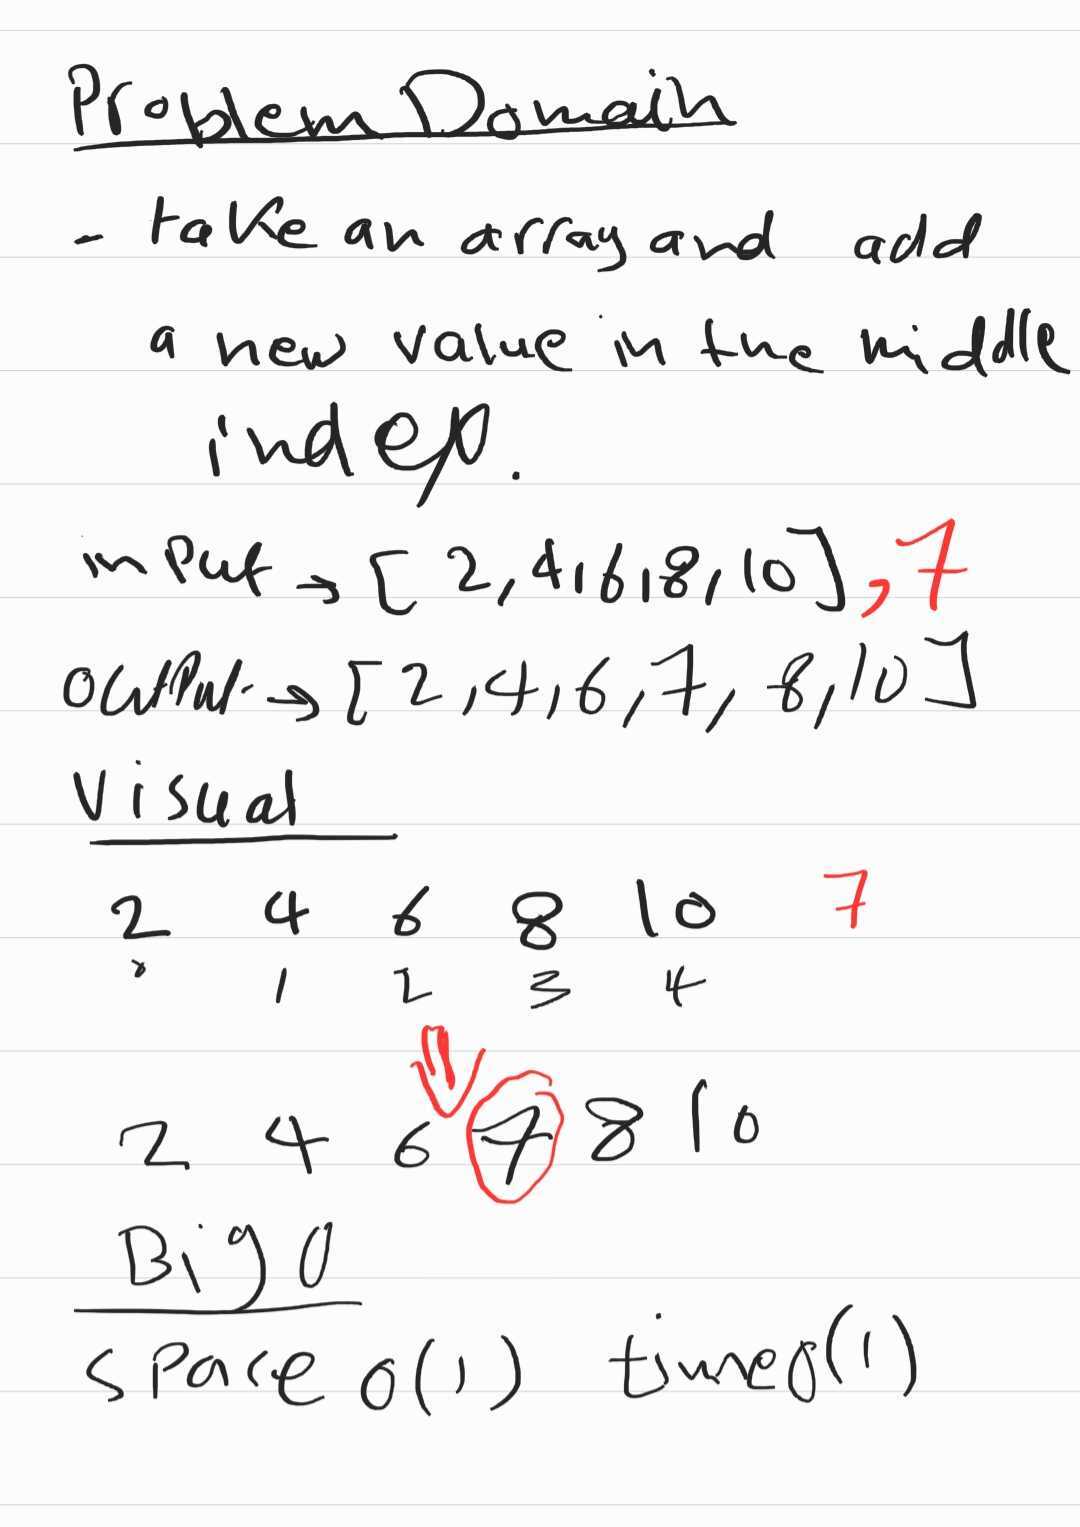 Problem Domain
- take an array and add
a new value in the middle
index.
input → [2,4,6,8,10],7
output → [2,4,6,7,8,10]
Visual
2 4 6 8 10 7
0 1 2 3 4
2 4 6 7 8 10
Big O
space O(1) time O(1)